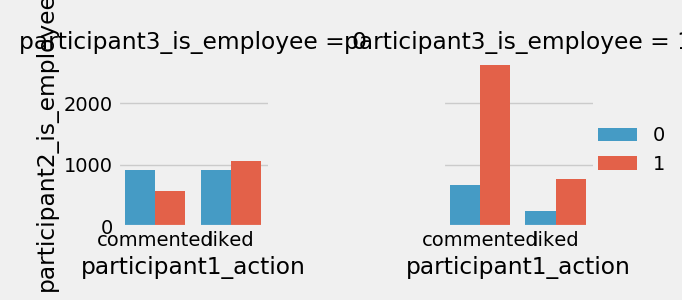 participant3_is_employee = 0
participant3_is_employee = 1
participant2_is_employee
2000
1000
0
commented liked
commented liked
participant1_action
participant1_action
0
1